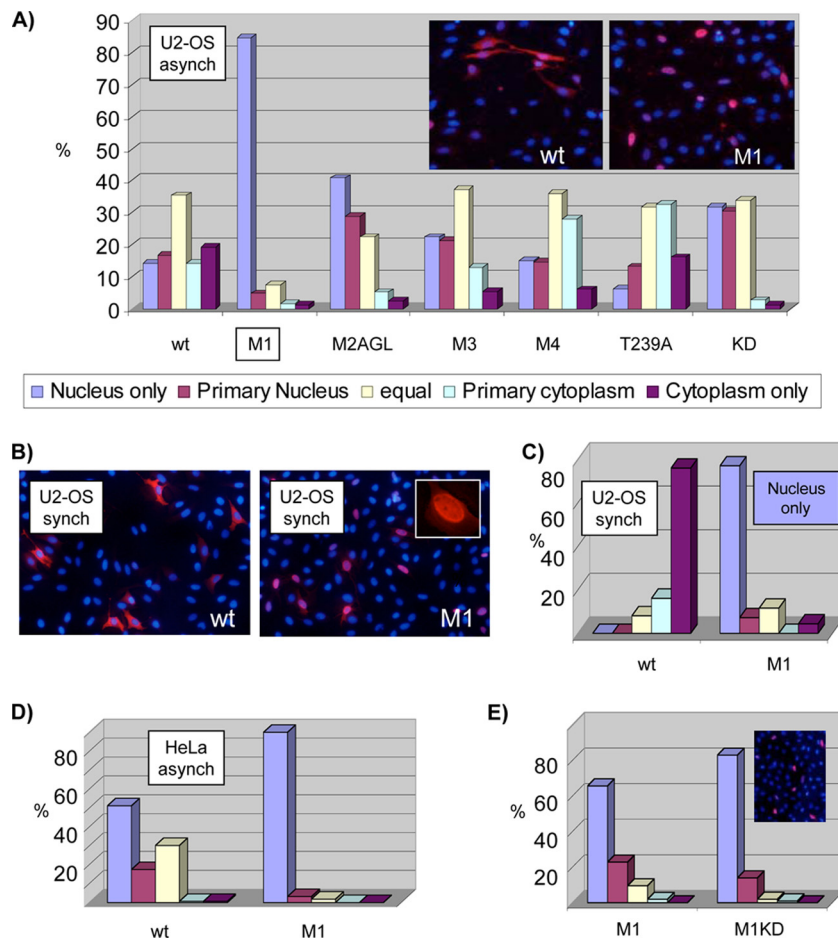 A)
U2-OS
asynch
wt
M1
%
90
80
70
60
50
40
30
20
10
0
wt M1 M2AGL M3 M4 T239A KD
Nucleus only Primary Nucleus equal Primary cytoplasm Cytoplasm only
B)
U2-OS
synch
wt
U2-OS
synch
M1
C)
U2-OS
synch
Nucleus
only
%
80
60
40
20
wt M1
D)
HeLa
asynch
%
80
60
40
20
wt M1
E)
%
80
60
40
20
M1 M1KD